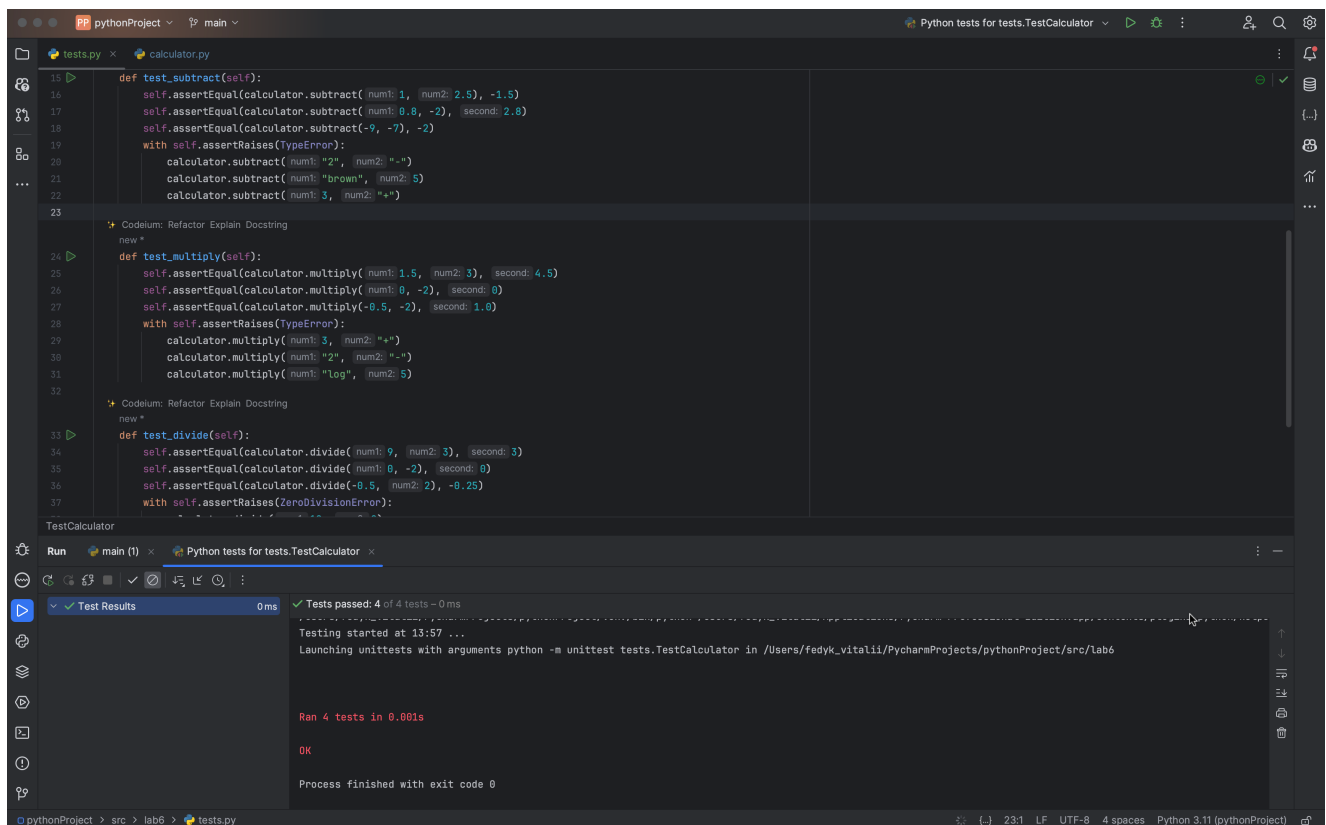 PP pythonProject main Python tests for tests.TestCalculator
tests.py calculator.py
15 def test_subtract(self):
16 self.assertEqual(calculator.subtract( num1: 1, num2: 2.5), -1.5)
17 self.assertEqual(calculator.subtract( num1: 0.8, -2), second: 2.8)
18 self.assertEqual(calculator.subtract(-9, -7), -2)
19 with self.assertRaises(TypeError):
20 calculator.subtract( num1: "2", num2: "-")
21 calculator.subtract( num1: "brown", num2: 5)
22 calculator.subtract( num1: 3, num2: "+")
23
Codeium: Refactor Explain Docstring
new *
24 def test_multiply(self):
25 self.assertEqual(calculator.multiply( num1: 1.5, num2: 3), second: 4.5)
26 self.assertEqual(calculator.multiply( num1: 0, -2), second: 0)
27 self.assertEqual(calculator.multiply(-0.5, -2), second: 1.0)
28 with self.assertRaises(TypeError):
29 calculator.multiply( num1: 3, num2: "+")
30 calculator.multiply( num1: "2", num2: "-")
31 calculator.multiply( num1: "log", num2: 5)
32
Codeium: Refactor Explain Docstring
new *
33 def test_divide(self):
34 self.assertEqual(calculator.divide( num1: 9, num2: 3), second: 3)
35 self.assertEqual(calculator.divide( num1: 0, -2), second: 0)
36 self.assertEqual(calculator.divide(-0.5, num2: 2), -0.25)
37 with self.assertRaises(ZeroDivisionError):
TestCalculator
Run main (1) Python tests for tests.TestCalculator
Test Results 0 ms Tests passed: 4 of 4 tests – 0 ms
Testing started at 13:57 ...
Launching unittests with arguments python -m unittest tests.TestCalculator in /Users/fedyk_vitalii/PycharmProjects/pythonProject/src/lab6
Ran 4 tests in 0.001s
OK
Process finished with exit code 0
pythonProject > src > lab6 > tests.py {...} 23:1 LF UTF-8 4 spaces Python 3.11 (pythonProject)